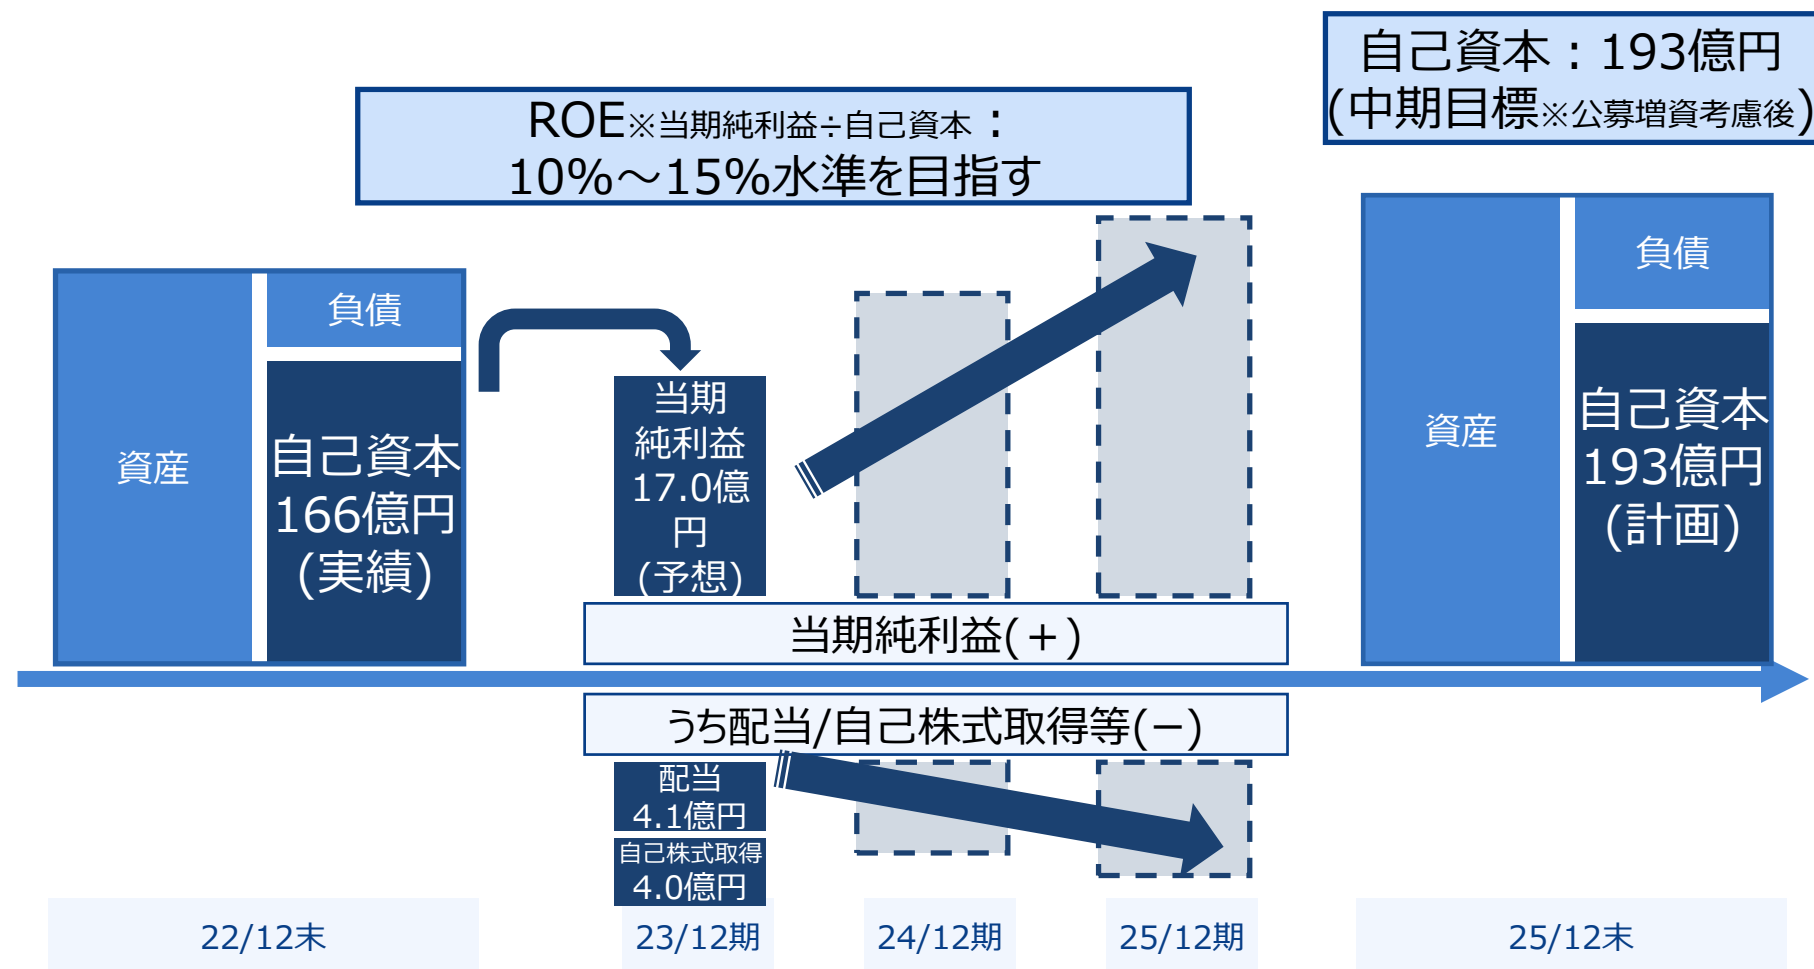 自己資本：193億円
(中期目標※公募増資考慮後)
ROE※当期純利益÷自己資本：
10%～15%水準を目指す
資産
負債
自己資本
166億円
(実績)
当期
純利益
17.0億
円
(予想)
資産
負債
自己資本
193億円
(計画)
当期純利益(＋)
うち配当/自己株式取得等(－)
配当
4.1億円
自己株式取得
4.0億円
22/12末
23/12期
24/12期
25/12期
25/12末